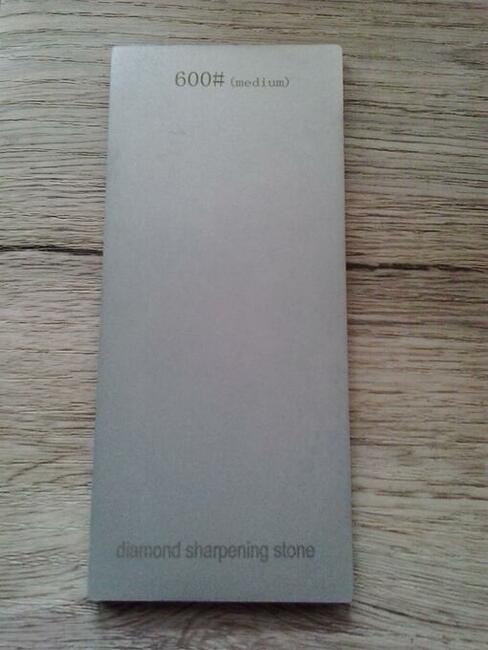 600# (medium)
diamond sharpening stone